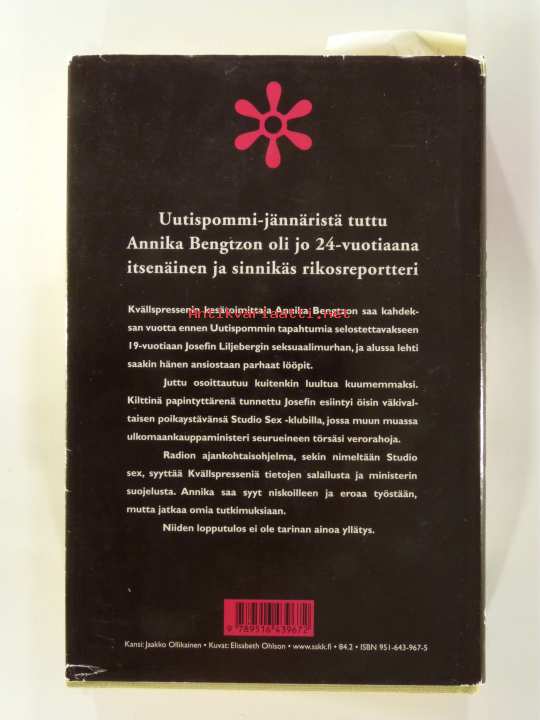 Uutispommi-jännäristä tuttu
Annika Bengtzon oli jo 24-vuotiaana
itsenäinen ja sinnikäs rikosreportteri
Kvällspressenin kesätoimittaja Annika Bengtzon saa kahdek-
Antikvariaatti.net
san vuotta ennen Uutispommin tapahtumia selostettavakseen
19-vuotiaan Josefin Liljebergin seksuaalimurhan, ja alussa lehti
saakin hänen ansiostaan parhaat lööpit.
Juttu osoittautuu kuitenkin luultua kuumemmaksi.
Kilttinä papintyttärenä tunnettu Josefin esiintyi öisin väkival-
taisen poikaystävänsä Studio Sex -klubilla, jossa muun muassa
ulkomaankauppaministeri seurueineen törsäsi verorahoja.
Radion ajankohtaisohjelma, sekin nimeltään Studio
sex, syyttää Kvällspresseniä tietojen salailusta ja ministerin
suojelusta. Annika saa syyt niskoilleen ja eroaa työstään,
mutta jatkaa omia tutkimuksiaan.
Niiden lopputulos ei ole tarinan ainoa yllätys.
9 789516 439672
Kansi: Jaakko Ollikainen • Kuvat: Elisabeth Ohlson • www.sskk.fi • 84.2 • ISBN 951-643-967-5